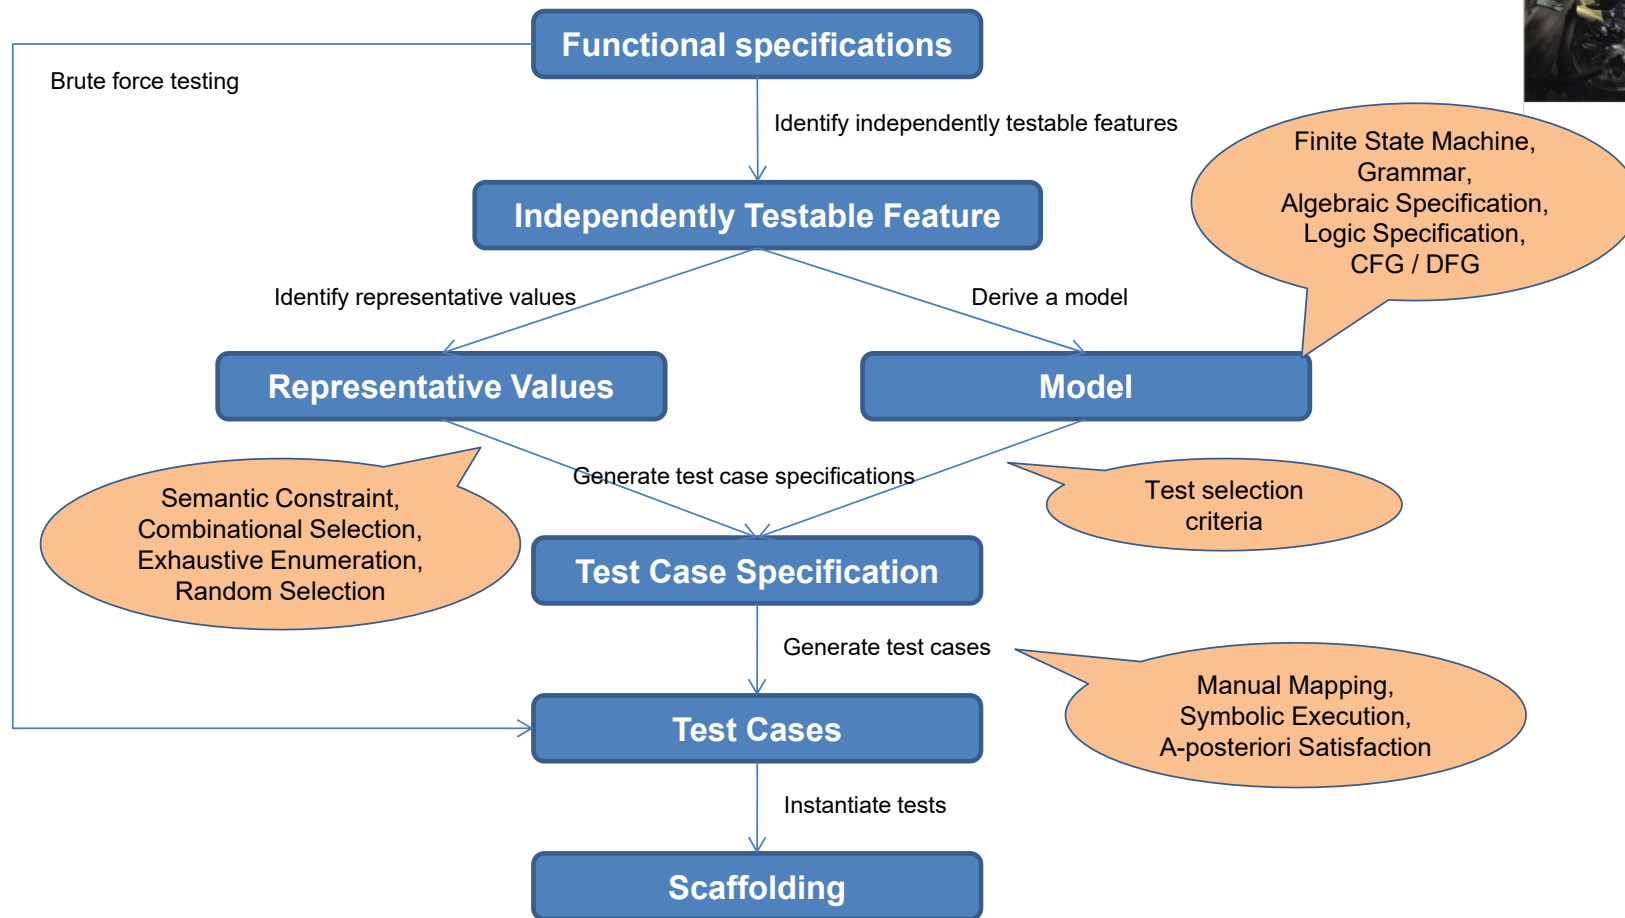 Functional specifications
Brute force testing
Identify independently testable features
Finite State Machine,
Grammar,
Algebraic Specification,
Logic Specification,
CFG / DFG
Independently Testable Feature
Identify representative values
Derive a model
Representative Values
Model
Generate test case specifications
Semantic Constraint,
Combinational Selection,
Exhaustive Enumeration,
Random Selection
Test selection
criteria
Test Case Specification
Generate test cases
Manual Mapping,
Symbolic Execution,
A-posteriori Satisfaction
Test Cases
Instantiate tests
Scaffolding